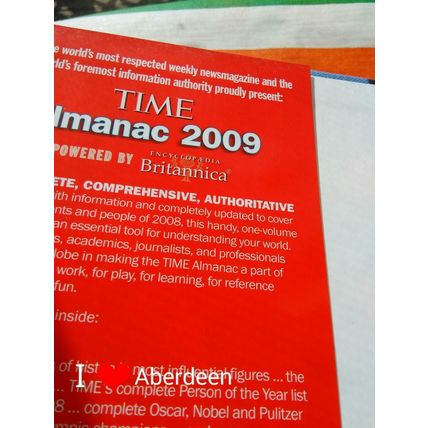 e world's most respected weekly newsmagazine and the
ld's foremost information authority proudly present:
TIME
lmanac 2009
POWERED BY ENCYCLOPÆDIA
Britannica®
ETE, COMPREHENSIVE, AUTHORITATIVE
ith information and completely updated to cover
nts and people of 2008, this handy, one-volume
an essential tool for understanding your world.
s, academics, journalists, and professionals
lobe in making the TIME Almanac a part of
work, for play, for learning, for reference
fun.
inside:
s of hist most influential figures ... the
I Aberdeen
... TIME's complete Person of the Year list
8 ... complete Oscar, Nobel and Pulitzer